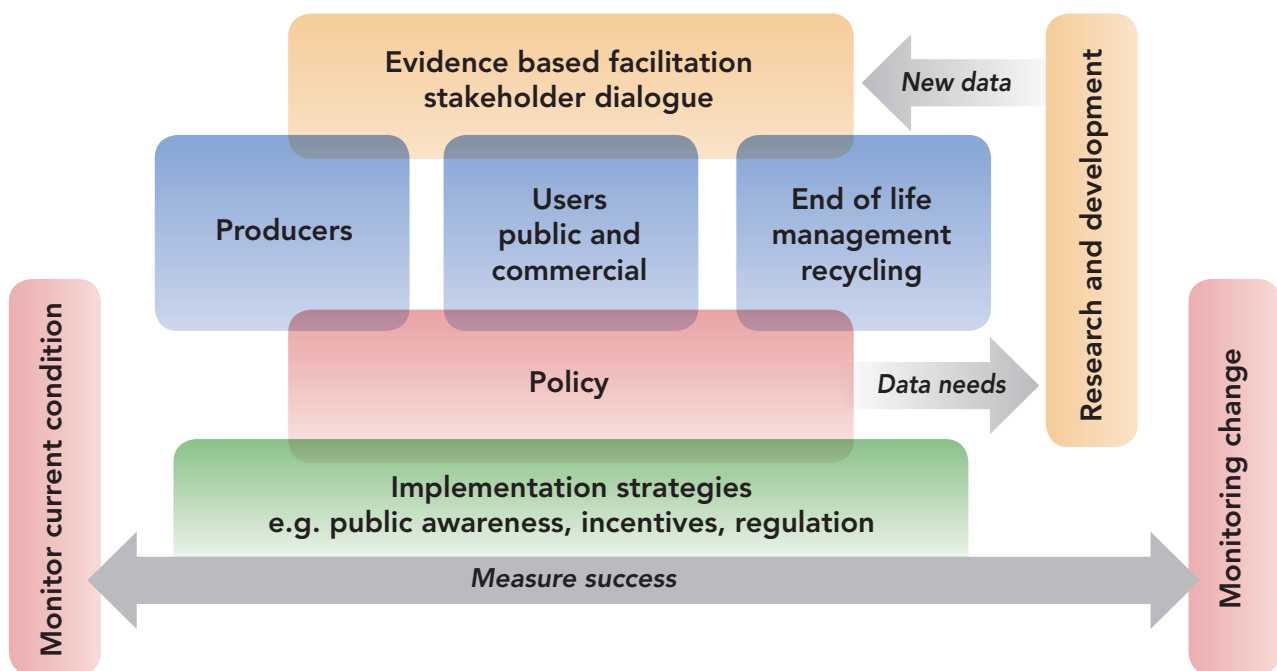 Evidence based facilitation
stakeholder dialogue
New data
Research and development
Producers
Users
public and
commercial
End of life
management
recycling
Monitor current condition
Policy
Data needs
Monitoring change
Implementation strategies
e.g. public awareness, incentives, regulation
Measure success